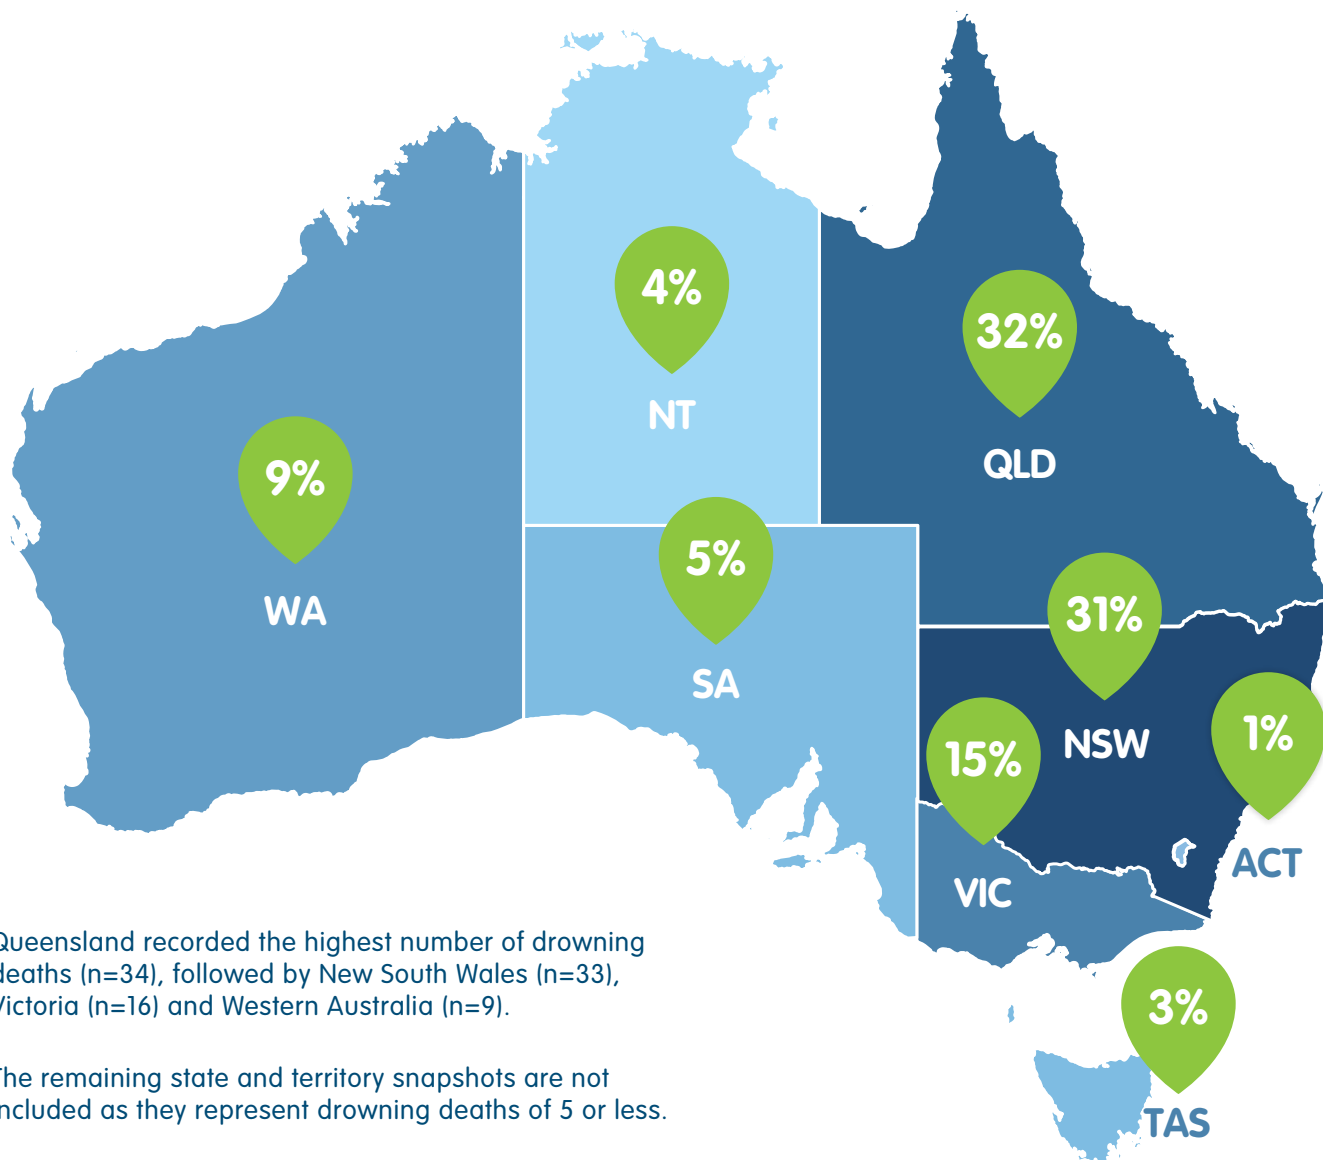 4%
NT
32%
QLD
9%
WA
5%
SA
31%
NSW
15%
VIC
1%
ACT
3%
TAS
Queensland recorded the highest number of drowning
deaths (n=34), followed by New South Wales (n=33),
Victoria (n=16) and Western Australia (n=9).
The remaining state and territory snapshots are not
included as they represent drowning deaths of 5 or less.